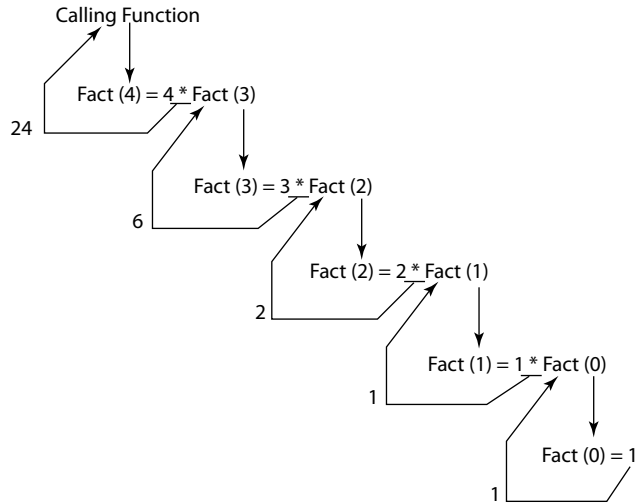 Calling Function
Fact (4) = 4 * Fact (3)
24
Fact (3) = 3 * Fact (2)
6
Fact (2) = 2 * Fact (1)
2
Fact (1) = 1 * Fact (0)
1
Fact (0) = 1
1